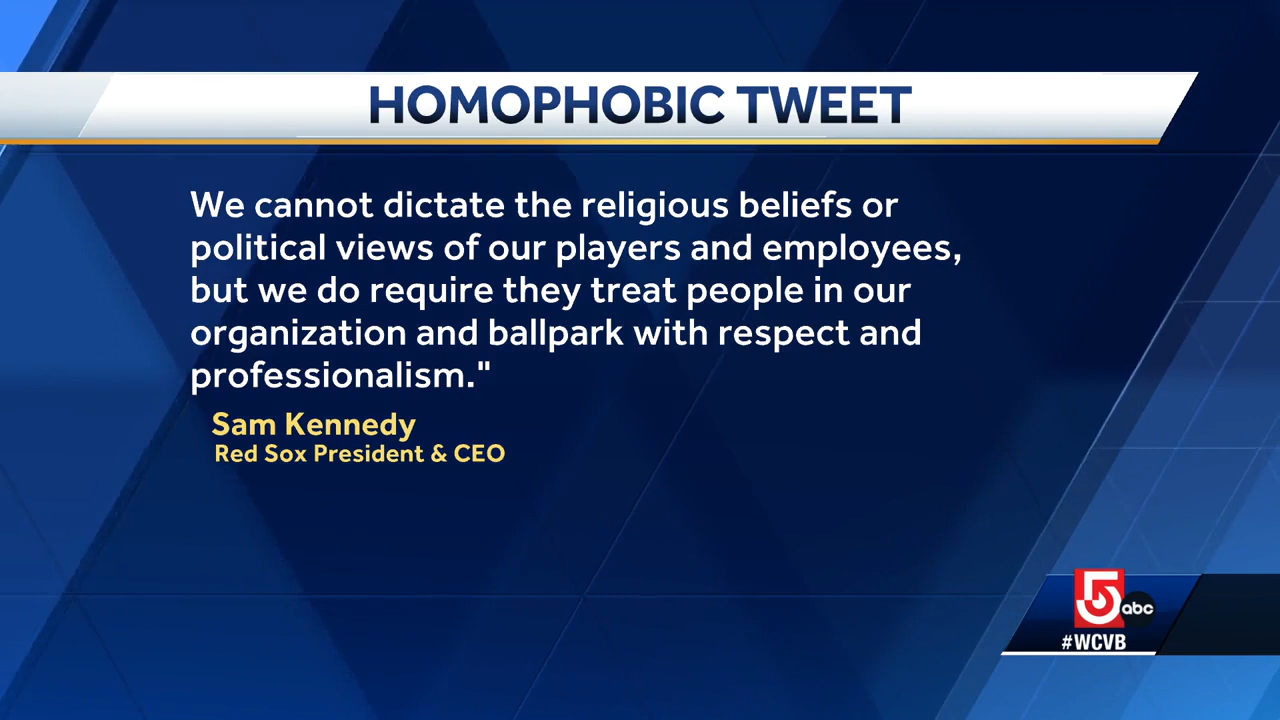 HOMOPHOBIC TWEET
We cannot dictate the religious beliefs or
political views of our players and employees,
but we do require they treat people in our
organization and ballpark with respect and
professionalism."
Sam Kennedy
Red Sox President & CEO
5 abc
#WCVB